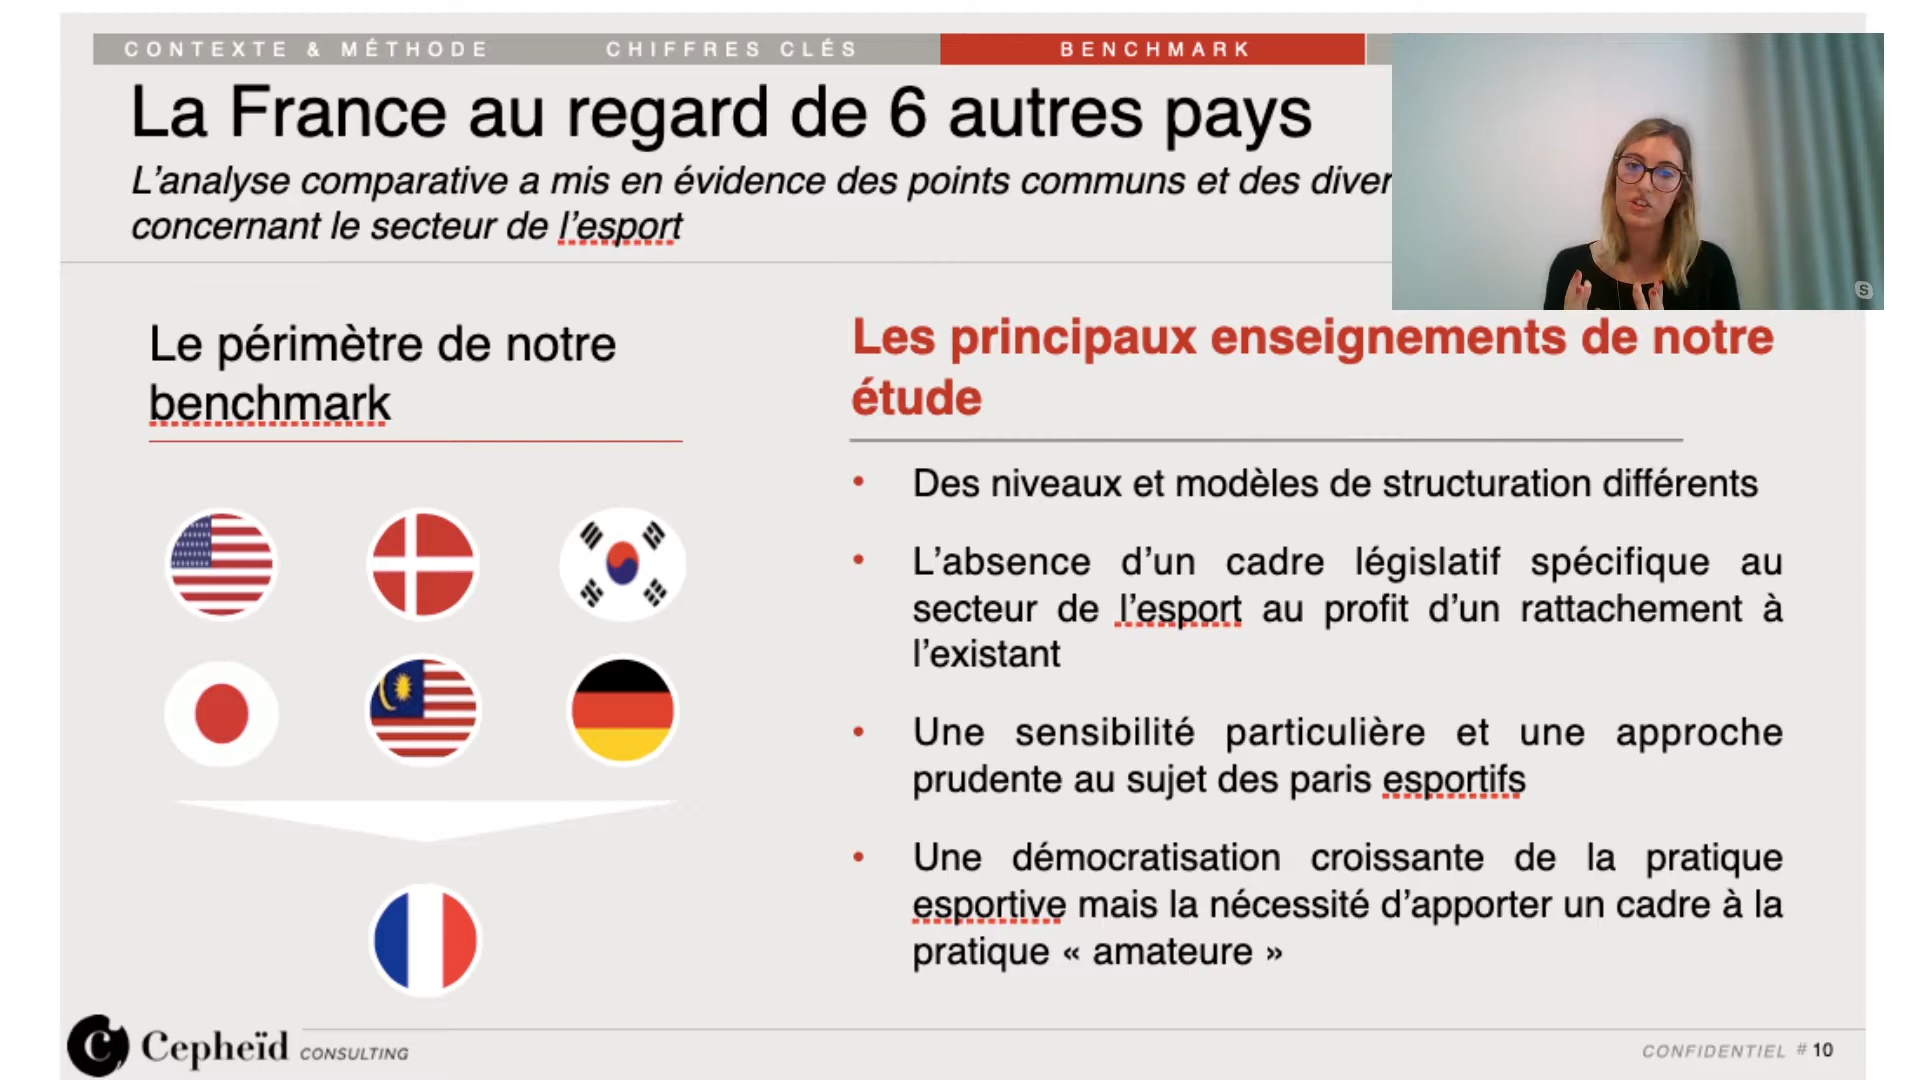 CONTEXTE & MÉTHODE
CHIFFRES CLÉS
BENCHMARK
La France au regard de 6 autres pays
L’analyse comparative a mis en évidence des points communs et des
concernant le secteur de l’esport
Le périmètre de notre
benchmark
Les principaux enseignements de notre
étude
• Des niveaux et modèles de structuration différents
• L’absence d’un cadre législatif spécifique au
secteur de l’esport au profit d’un rattachement à
l’existant
• Une sensibilité particulière et une approche
prudente au sujet des paris esportifs
• Une démocratisation croissante de la pratique
esportive mais la nécessité d’apporter un cadre à la
pratique « amateure »
C Cepheïd CONSULTING
CONFIDENTIEL # 10
S